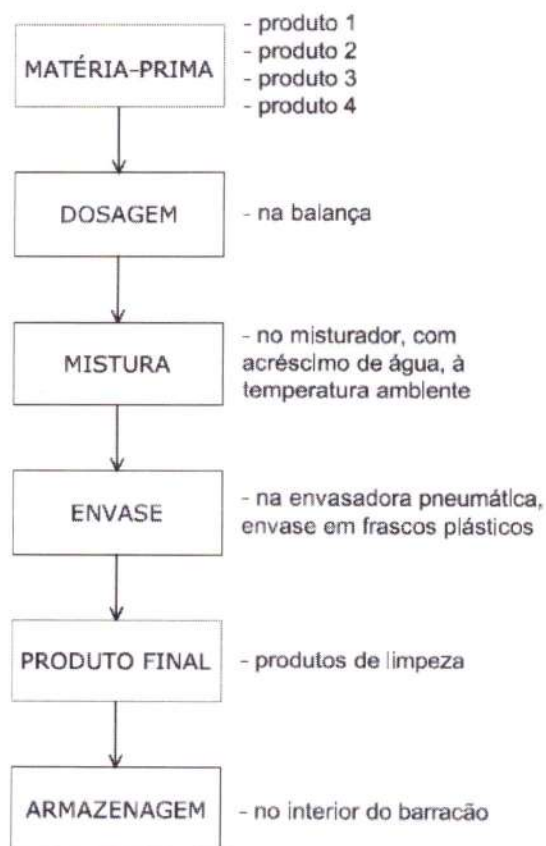 MATÉRIA-PRIMA
- produto 1
- produto 2
- produto 3
- produto 4
DOSAGEM
- na balança
MISTURA
- no misturador, com
acréscimo de água, à
temperatura ambiente
ENVASE
- na envasadora pneumática,
envase em frascos plásticos
PRODUTO FINAL
- produtos de limpeza
ARMAZENAGEM
- no interior do barracão